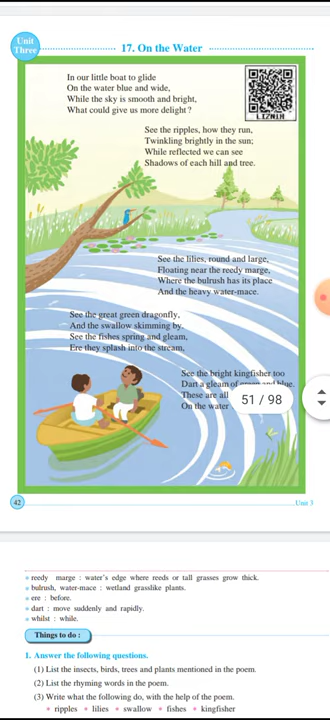 Unit
Three
17. On the Water
In our little boat to glide
On the water blue and wide,
While the sky is smooth and bright,
What could give us more delight ?
LIZNIH
See the ripples, how they run,
Twinkling brightly in the sun;
While reflected we can see
Shadows of each hill and tree.
See the lilies, round and large,
Floating near the reedy marge,
Where the bulrush has its place
And the heavy water-mace.
See the great green dragonfly,
And the swallow skimming by.
See the fishes spring and gleam,
Ere they splash into the stream,
See the bright kingfisher too
Dart a gleam of green and blue.
These are all
On the water
51 / 98
42
Unit 3
reedy marge : water's edge where reeds or tall grasses grow thick.
bulrush, water-mace : wetland grasslike plants.
ere : before.
dart : move suddenly and rapidly.
whilst : while.
Things to do :
1. Answer the following questions.
(1) List the insects, birds, trees and plants mentioned in the poem.
(2) List the rhyming words in the poem.
(3) Write what the following do, with the help of the poem.
* ripples * lilies * swallow * fishes * kingfisher